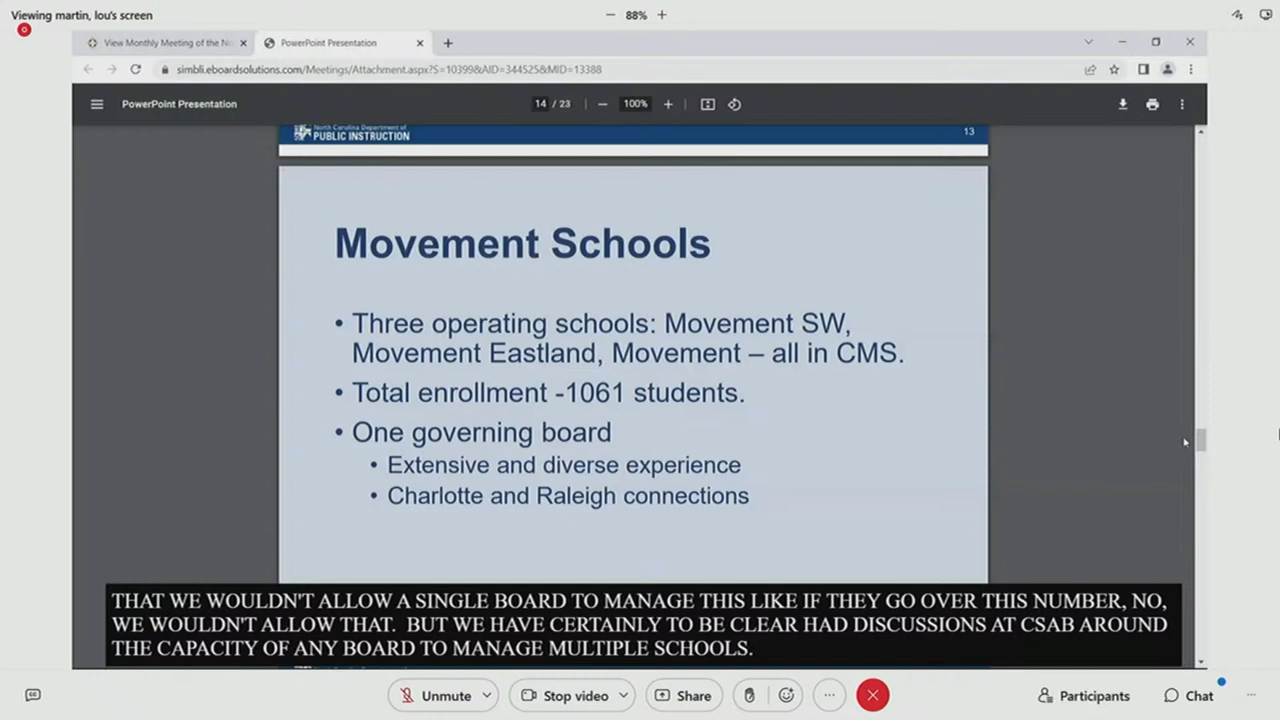 Viewing martin, lou's screen
88%
View Monthly Meeting of the No
PowerPoint Presentation
simbli.eboardsolutions.com/Meetings/Attachment.aspx?S=10399&AID=344525&MID=13388
PowerPoint Presentation
14 / 23
100%
North Carolina Department of
PUBLIC INSTRUCTION
13
Movement Schools
• Three operating schools: Movement SW,
Movement Eastland, Movement – all in CMS.
• Total enrollment -1061 students.
• One governing board
• Extensive and diverse experience
• Charlotte and Raleigh connections
THAT WE WOULDN'T ALLOW A SINGLE BOARD TO MANAGE THIS LIKE IF THEY GO OVER THIS NUMBER, NO,
WE WOULDN'T ALLOW THAT. BUT WE HAVE CERTAINLY TO BE CLEAR HAD DISCUSSIONS AT CSAB AROUND
THE CAPACITY OF ANY BOARD TO MANAGE MULTIPLE SCHOOLS.
Unmute
Stop video
Share
Participants
Chat